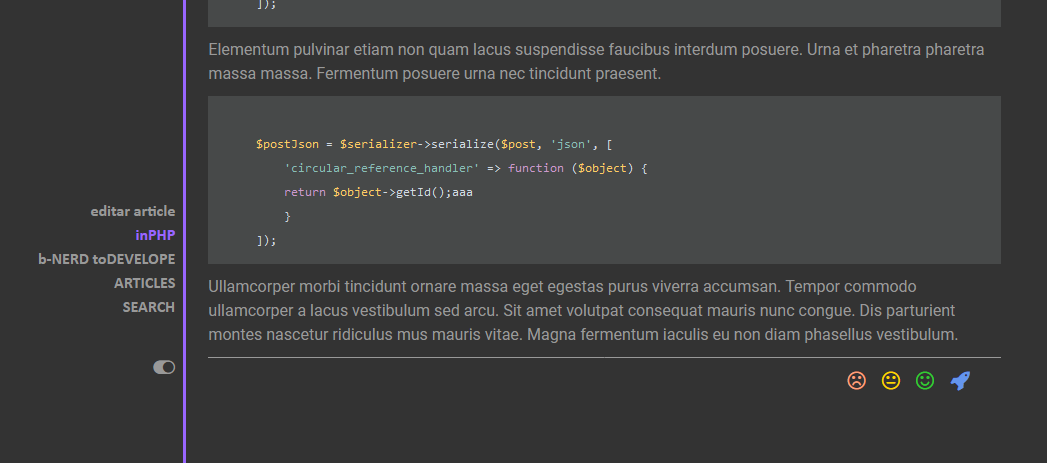 ]);
Elementum pulvinar etiam non quam lacus suspendisse faucibus interdum posuere. Urna et pharetra pharetra
massa massa. Fermentum posuere urna nec tincidunt praesent.
$postJson = $serializer->serialize($post, 'json', [
'circular_reference_handler' => function ($object) {
return $object->getId();aaa
}
]);
editar article
inPHP
b-NERD toDEVELOPE
ARTICLES
SEARCH
Ullamcorper morbi tincidunt ornare massa eget egestas purus viverra accumsan. Tempor commodo
ullamcorper a lacus vestibulum sed arcu. Sit amet volutpat consequat mauris nunc congue. Dis parturient
montes nascetur ridiculus mus mauris vitae. Magna fermentum iaculis eu non diam phasellus vestibulum.